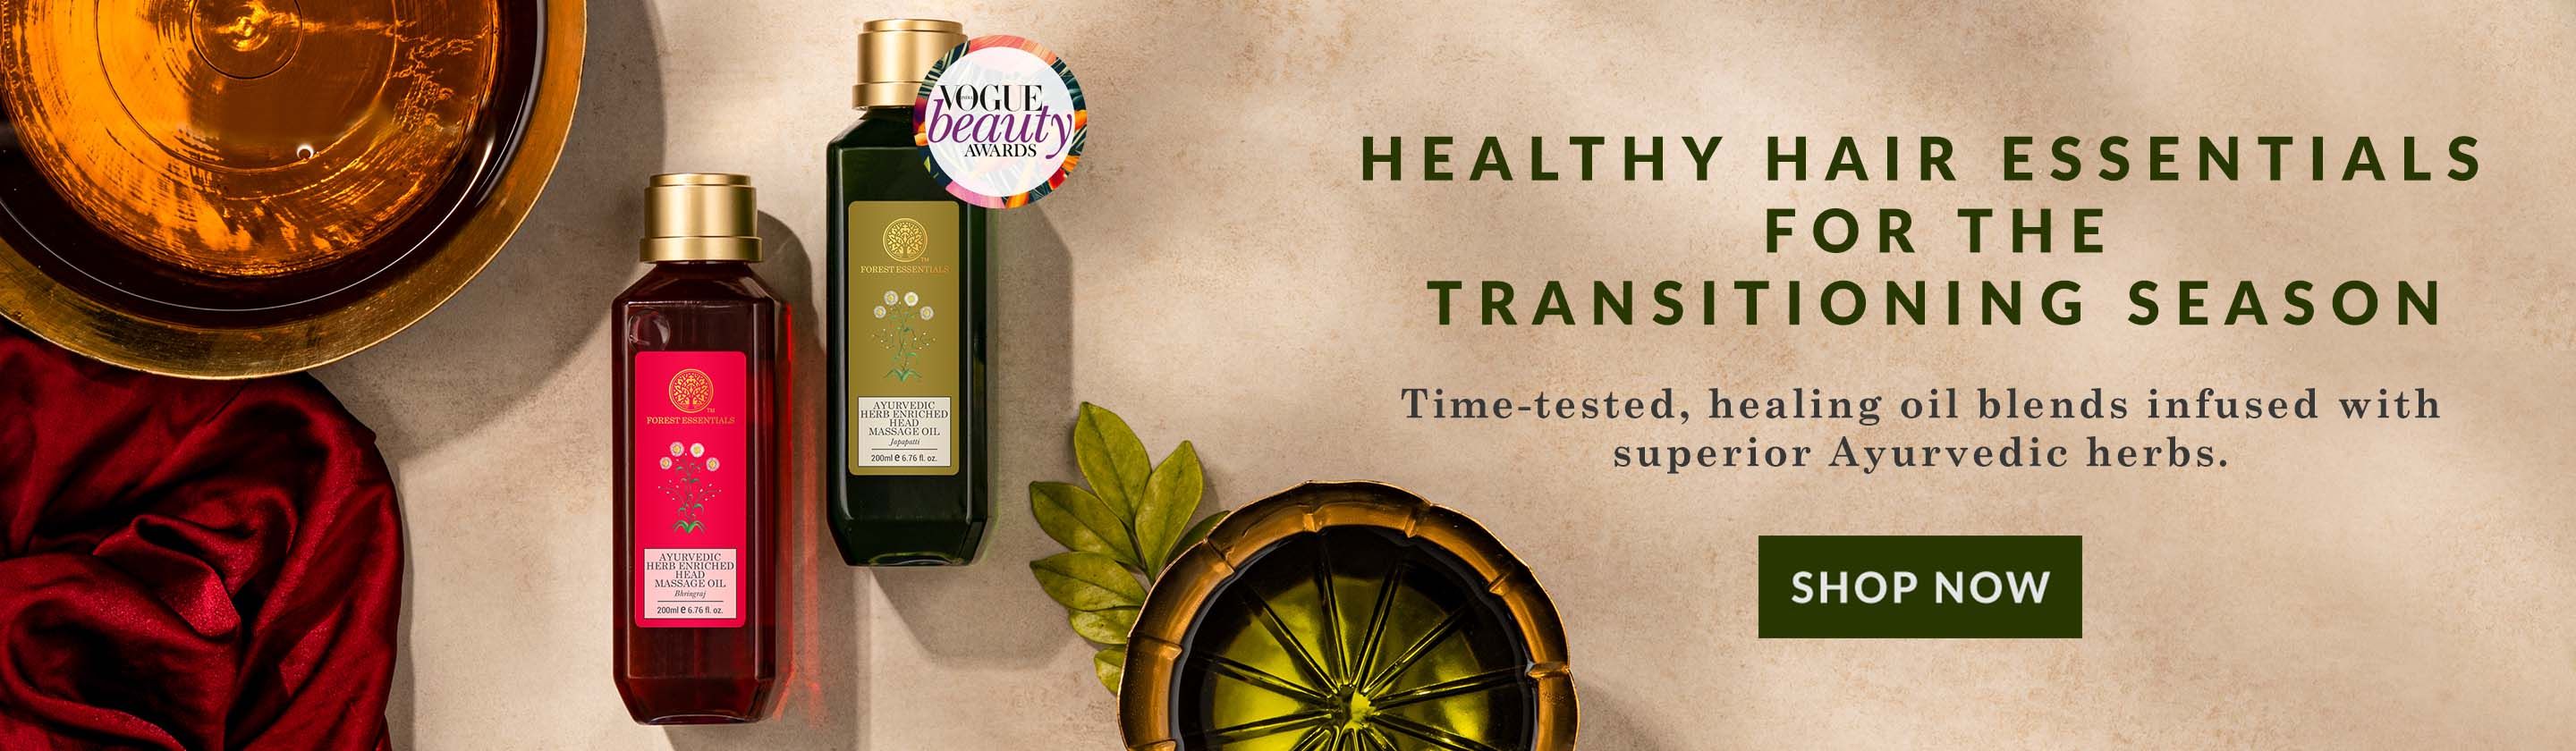 VOGUE
beauty
AWARDS
FOREST ESSENTIALS
AYURVEDIC
HERB ENRICHED
HEAD
MASSAGE OIL
Japapatti
200ml e 6.76 fl. oz.
TM
FOREST ESSENTIALS
AYURVEDIC
HERB ENRICHED
HEAD
MASSAGE OIL
Bhringraj
200ml e 6.76 fl. oz.
HEALTHY HAIR ESSENTIALS
FOR THE
TRANSITIONING SEASON
Time-tested, healing oil blends infused with
superior Ayurvedic herbs.
SHOP NOW